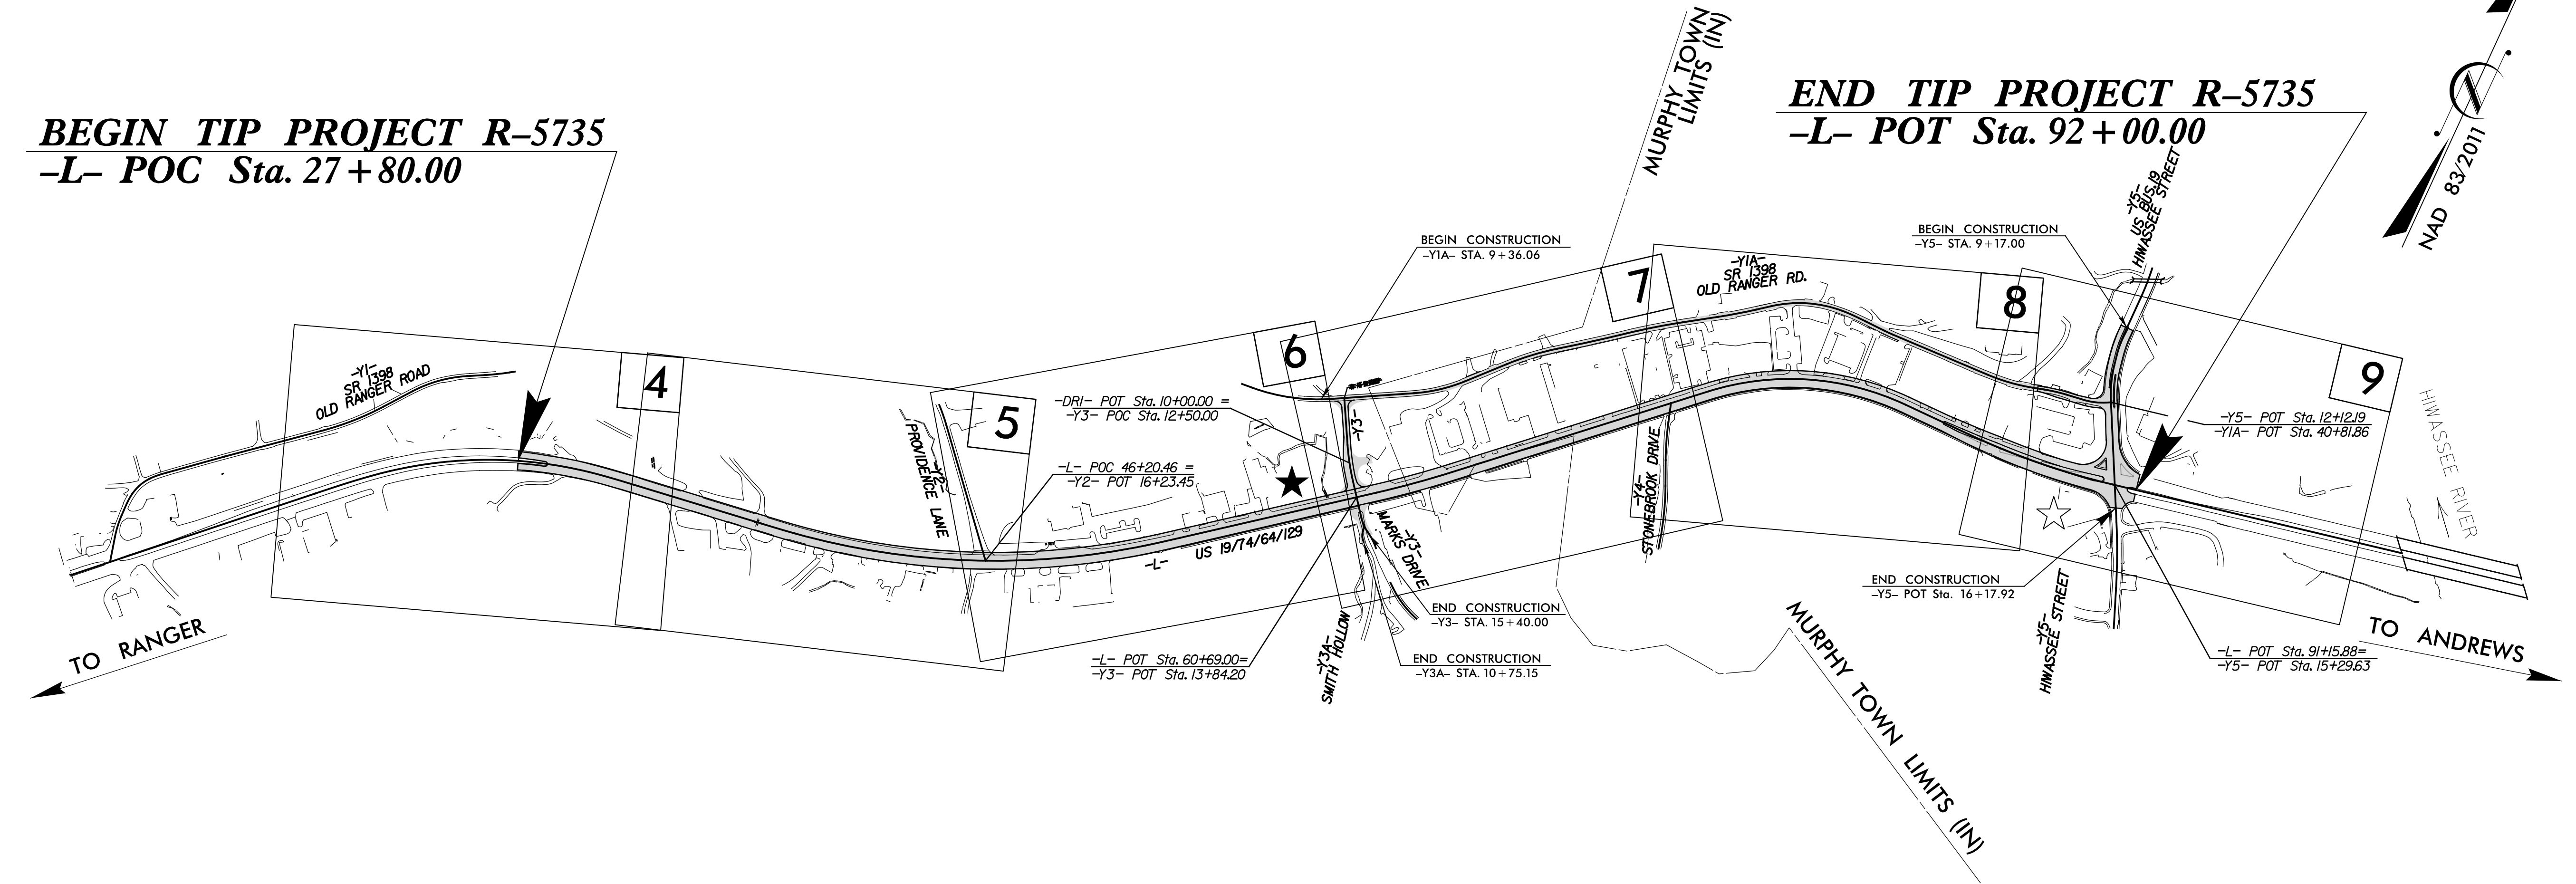 BEGIN TIP PROJECT R–5735
–L– POC Sta. 27+80.00
END TIP PROJECT R–5735
–L– POT Sta. 92+00.00
MURPHY TOWN
LIMITS (IN)
NAD 83/2011
–Y5–
US BUS.19
HIWASSEE STREET
BEGIN CONSTRUCTION
–Y1A– STA. 9+36.06
BEGIN CONSTRUCTION
–Y5– STA. 9+17.00
–Y1A–
SR 1398
OLD RANGER RD.
7
8
6
4
5
9
–Y1–
SR 1398
OLD RANGER ROAD
–DR1– POT Sta. 10+00.00 =
–Y3– POC Sta. 12+50.00
–Y3–
–Y5– POT Sta. 12+12.19
–Y1A– POT Sta. 40+81.86
HIWASSEE RIVER
–Y2–
PROVIDENCE LANE
–L– POC 46+20.46 =
–Y2– POT 16+23.45
–Y4–
STONEBROOK DRIVE
–L– US 19/74/64/129
–Y3–
MARKS DRIVE
END CONSTRUCTION
–Y5– POT Sta. 16+17.92
END CONSTRUCTION
–Y3– STA. 15+40.00
–Y5–
HIWASSEE STREET
TO RANGER
TO ANDREWS
–L– POT Sta. 60+69.00=
–Y3– POT Sta. 13+84.20
–Y3A–
SMITH HOLLOW
END CONSTRUCTION
–Y3A– STA. 10+75.15
–L– POT Sta. 91+15.88=
–Y5– POT Sta. 15+29.63
MURPHY TOWN LIMITS (IN)